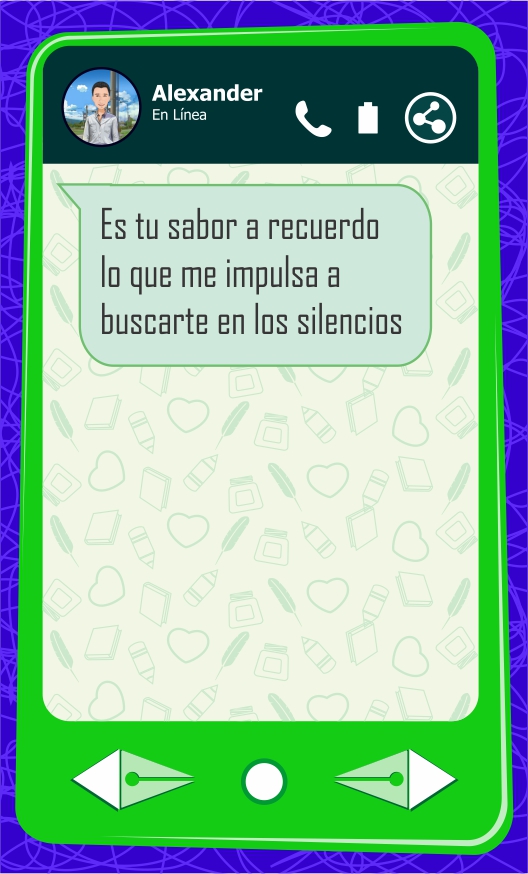 Alexander
En Línea
Es tu sabor a recuerdo
lo que me impulsa a
buscarte en los silencios